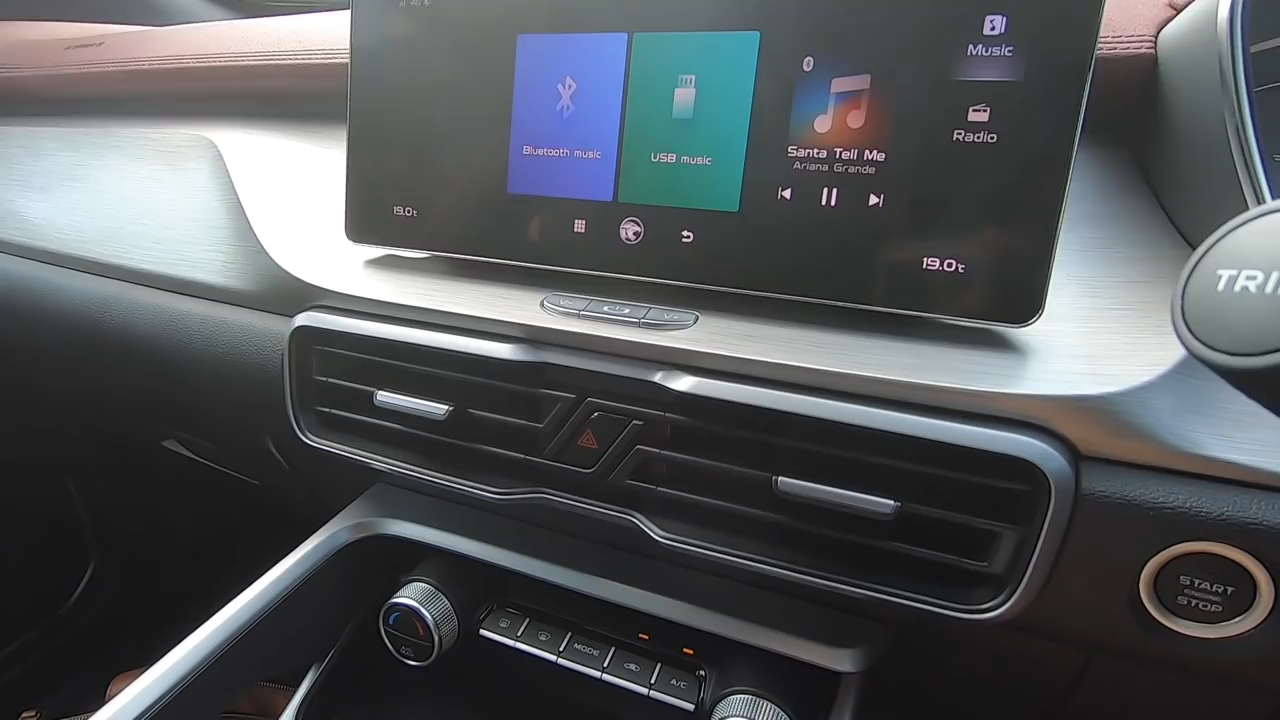 Music
Radio
Bluetooth music
USB music
Santa Tell Me
Ariana Grande
19.0
19.0
V-
V+
TRI
START
ENGINE
STOP
MODE
A/C